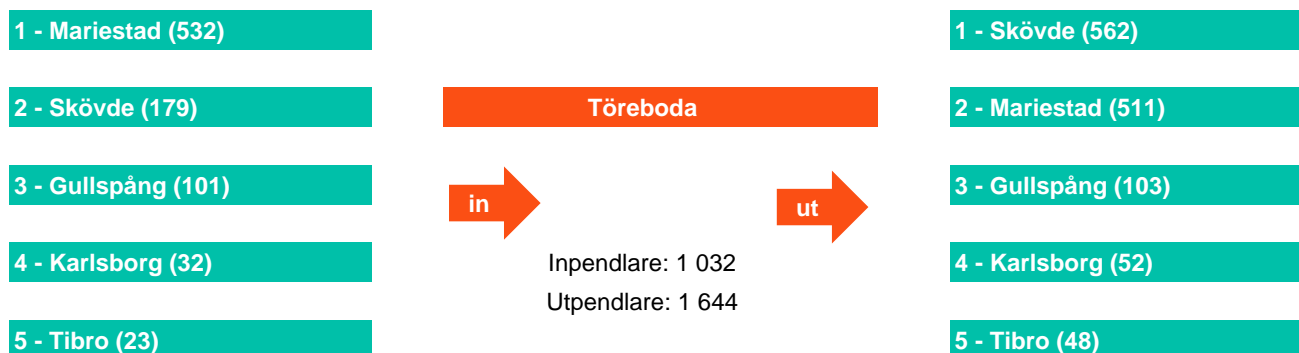 1 - Mariestad (532)
2 - Skövde (179)
3 - Gullspång (101)
4 - Karlsborg (32)
5 - Tibro (23)
Töreboda
in
ut
Inpendlare: 1 032
Utpendlare: 1 644
1 - Skövde (562)
2 - Mariestad (511)
3 - Gullspång (103)
4 - Karlsborg (52)
5 - Tibro (48)